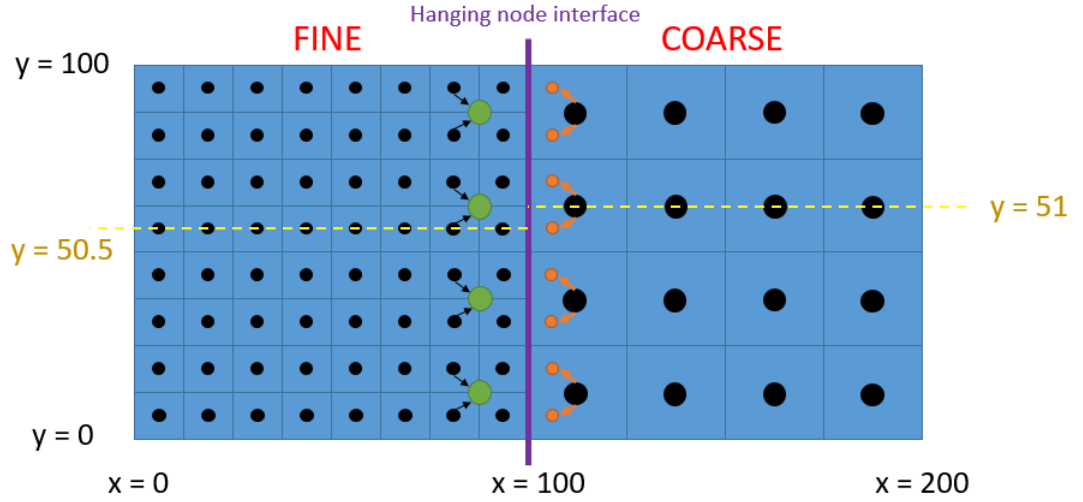 Hanging node interface
FINE
COARSE
y = 100
y = 51
y = 50.5
y = 0
x = 0
x = 100
x = 200